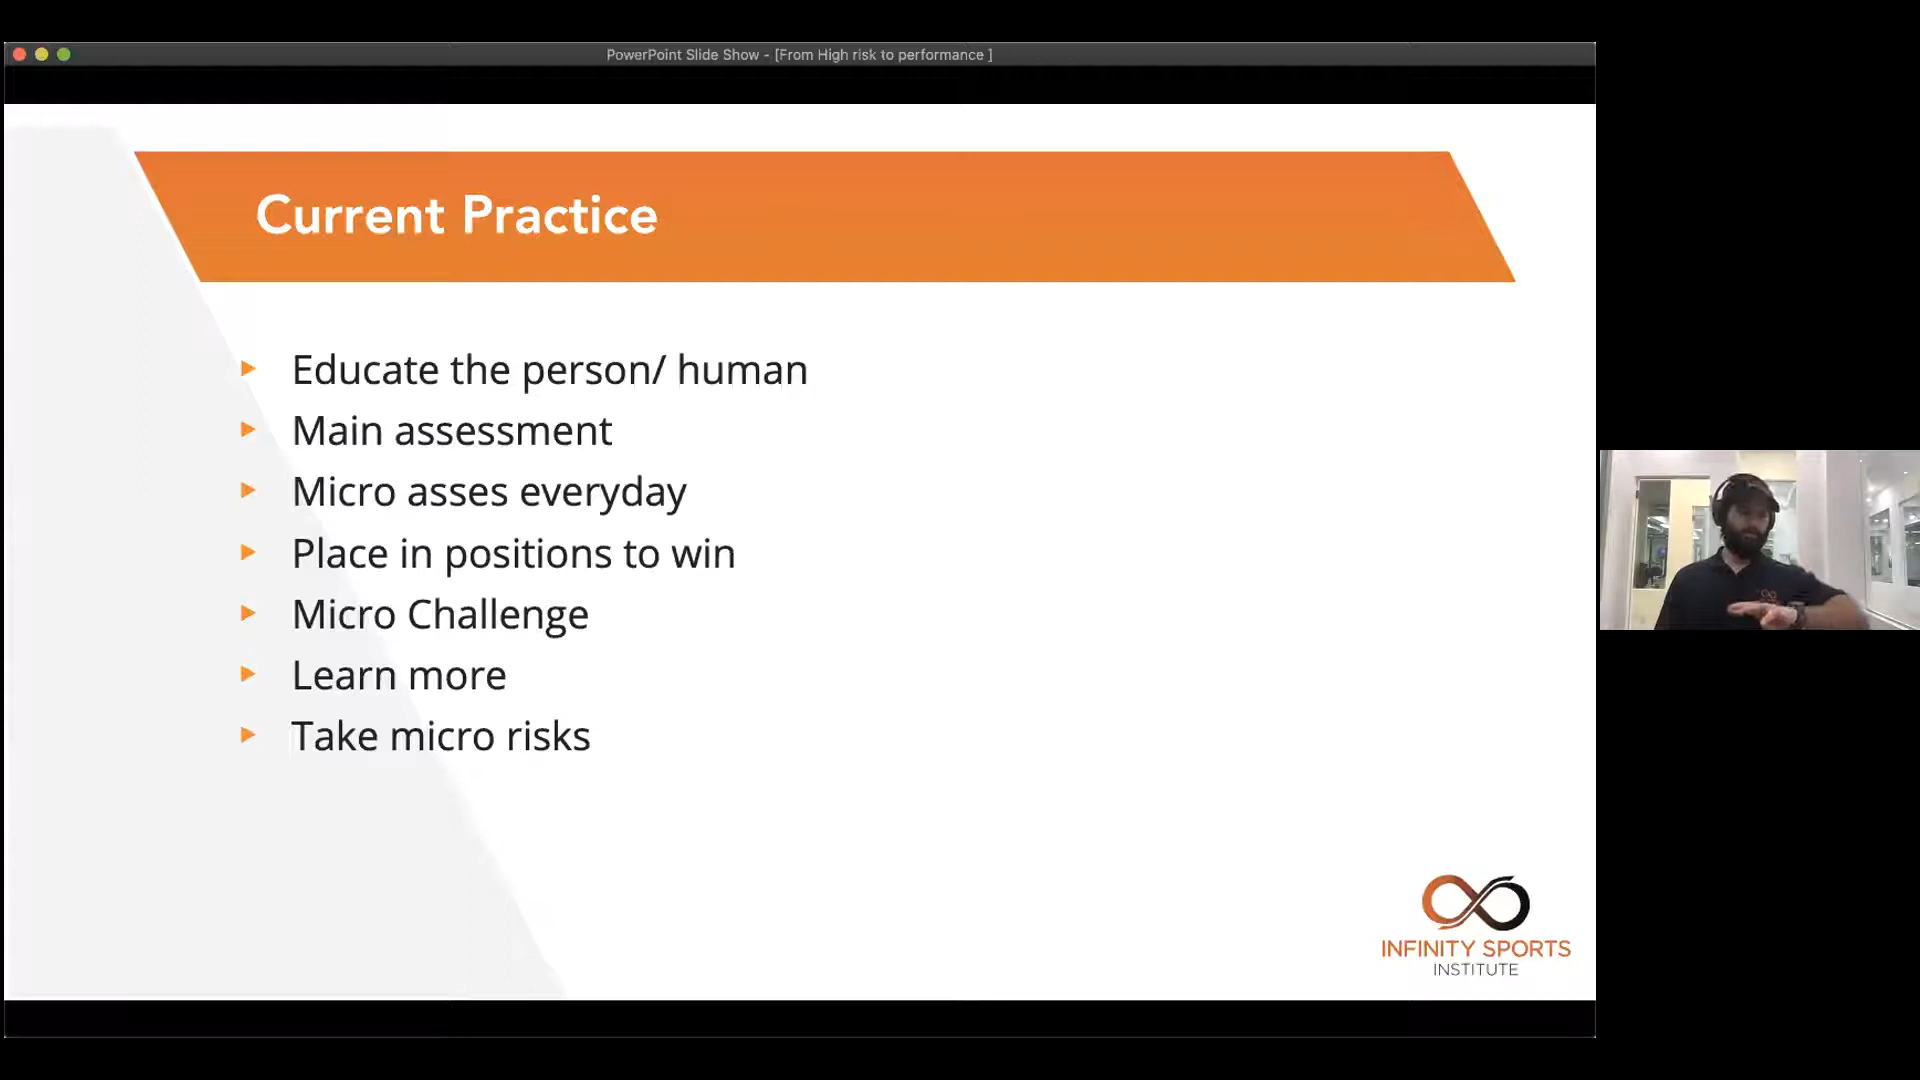 PowerPoint Slide Show - [From High risk to performance ]
Current Practice
Educate the person/ human
Main assessment
Micro asses everyday
Place in positions to win
Micro Challenge
Learn more
Take micro risks
INFINITY SPORTS
INSTITUTE